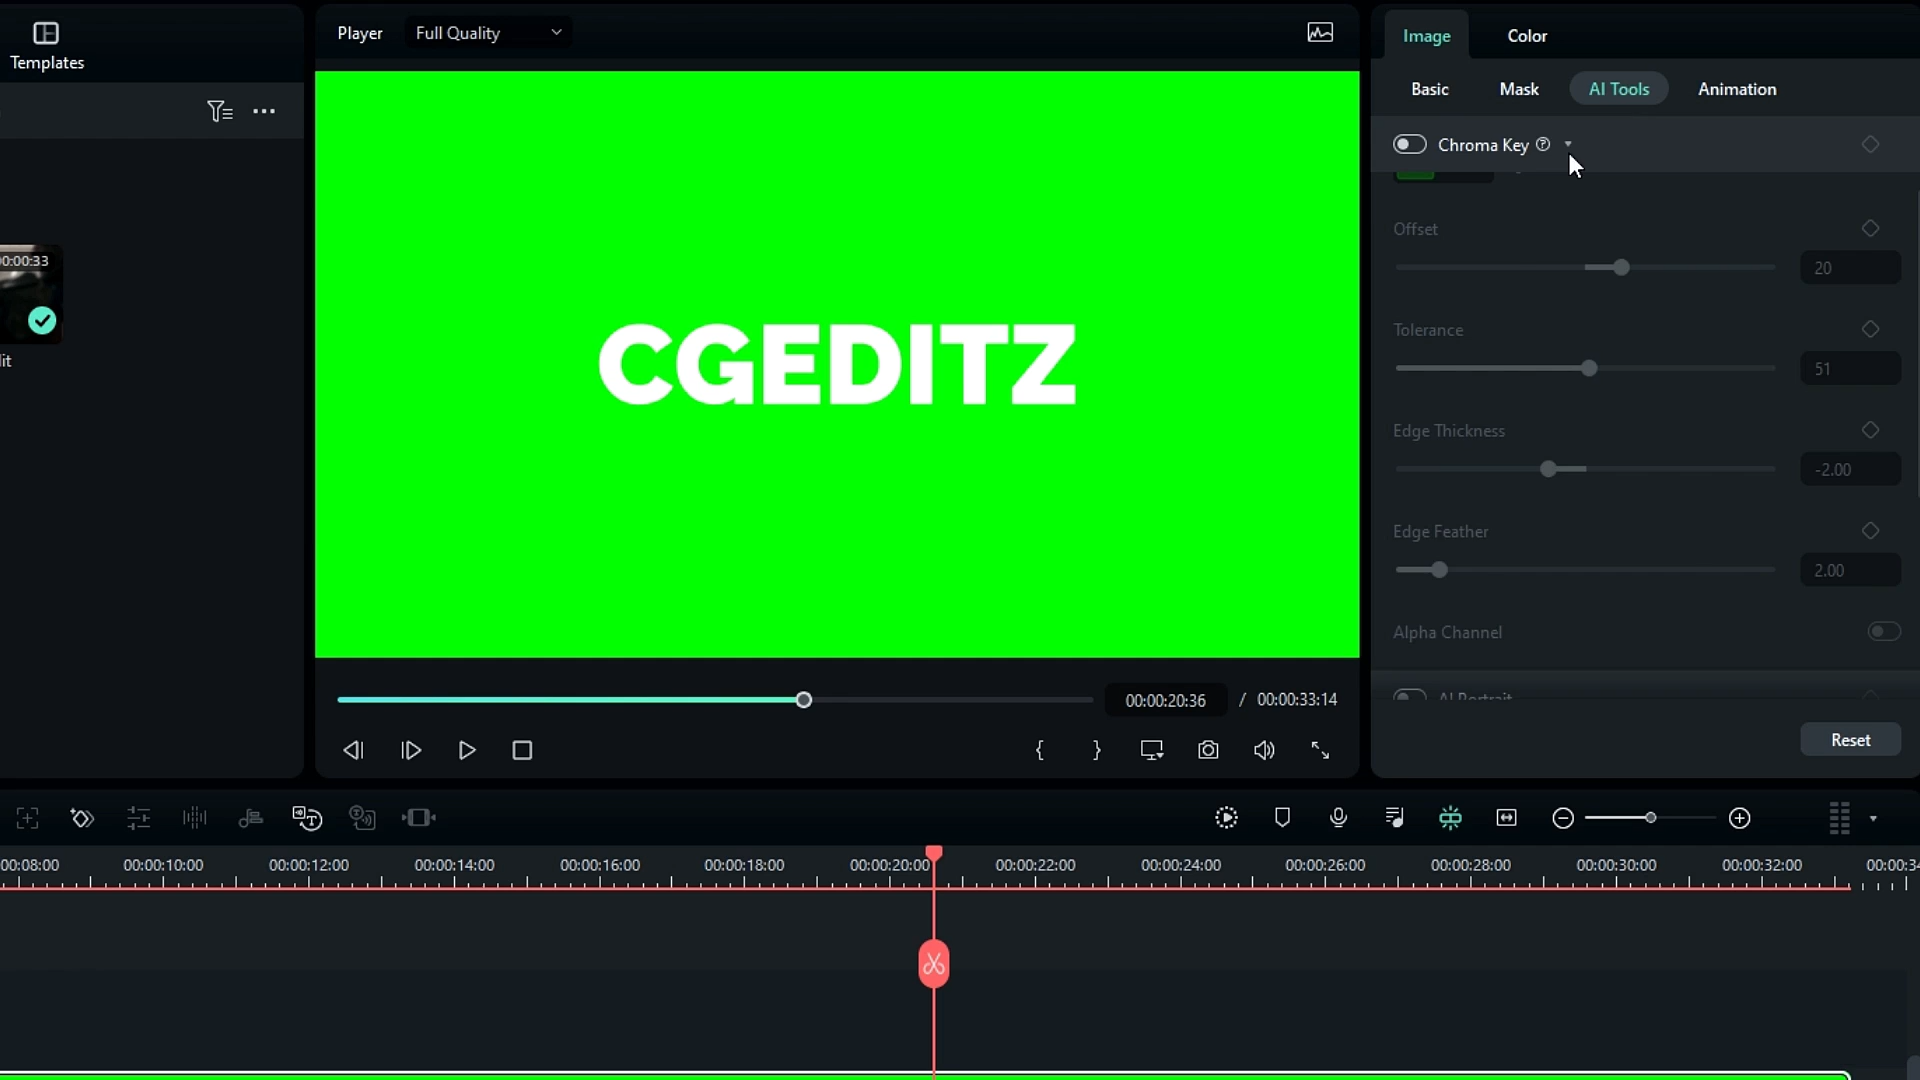 Templates
Player
Full Quality
Image
Color
Basic
Mask
AI Tools
Animation
Chroma Key
Offset
20
0:00:33
Tolerance
51
CGEDITZ
Edge Thickness
-2.00
Edge Feather
2.00
Alpha Channel
AI Portrait
00:00:20:36 / 00:00:33:14
Reset
00:08:00 00:00:10:00 00:00:12:00 00:00:14:00 00:00:16:00 00:00:18:00 00:00:20:00 00:00:22:00 00:00:24:00 00:00:26:00 00:00:28:00 00:00:30:00 00:00:32:00 00:00:34